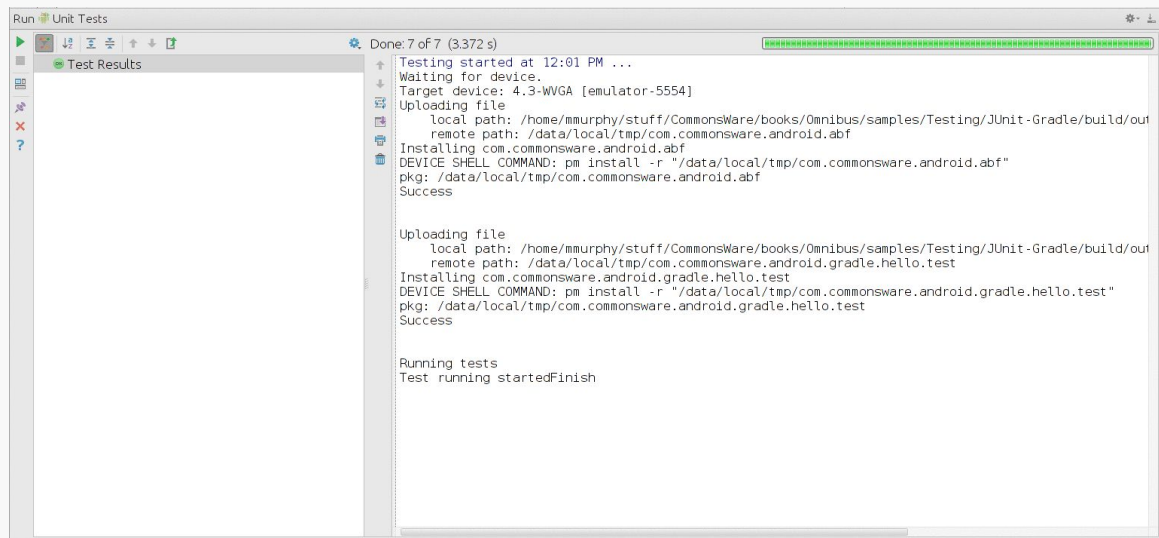 Run Unit Tests
Done: 7 of 7 (3.372 s)
Test Results
Testing started at 12:01 PM ...
Waiting for device.
Target device: 4.3-WVGA [emulator-5554]
Uploading file
local path: /home/mmurphy/stuff/CommonsWare/books/Omnibus/samples/Testing/JUnit-Gradle/build/out
remote path: /data/local/tmp/com.commonsware.android.abf
Installing com.commonsware.android.abf
DEVICE SHELL COMMAND: pm install -r "/data/local/tmp/com.commonsware.android.abf"
pkg: /data/local/tmp/com.commonsware.android.abf
Success
Uploading file
local path: /home/mmurphy/stuff/CommonsWare/books/Omnibus/samples/Testing/JUnit-Gradle/build/out
remote path: /data/local/tmp/com.commonsware.android.gradle.hello.test
Installing com.commonsware.android.gradle.hello.test
DEVICE SHELL COMMAND: pm install -r "/data/local/tmp/com.commonsware.android.gradle.hello.test"
pkg: /data/local/tmp/com.commonsware.android.gradle.hello.test
Success
Running tests
Test running startedFinish